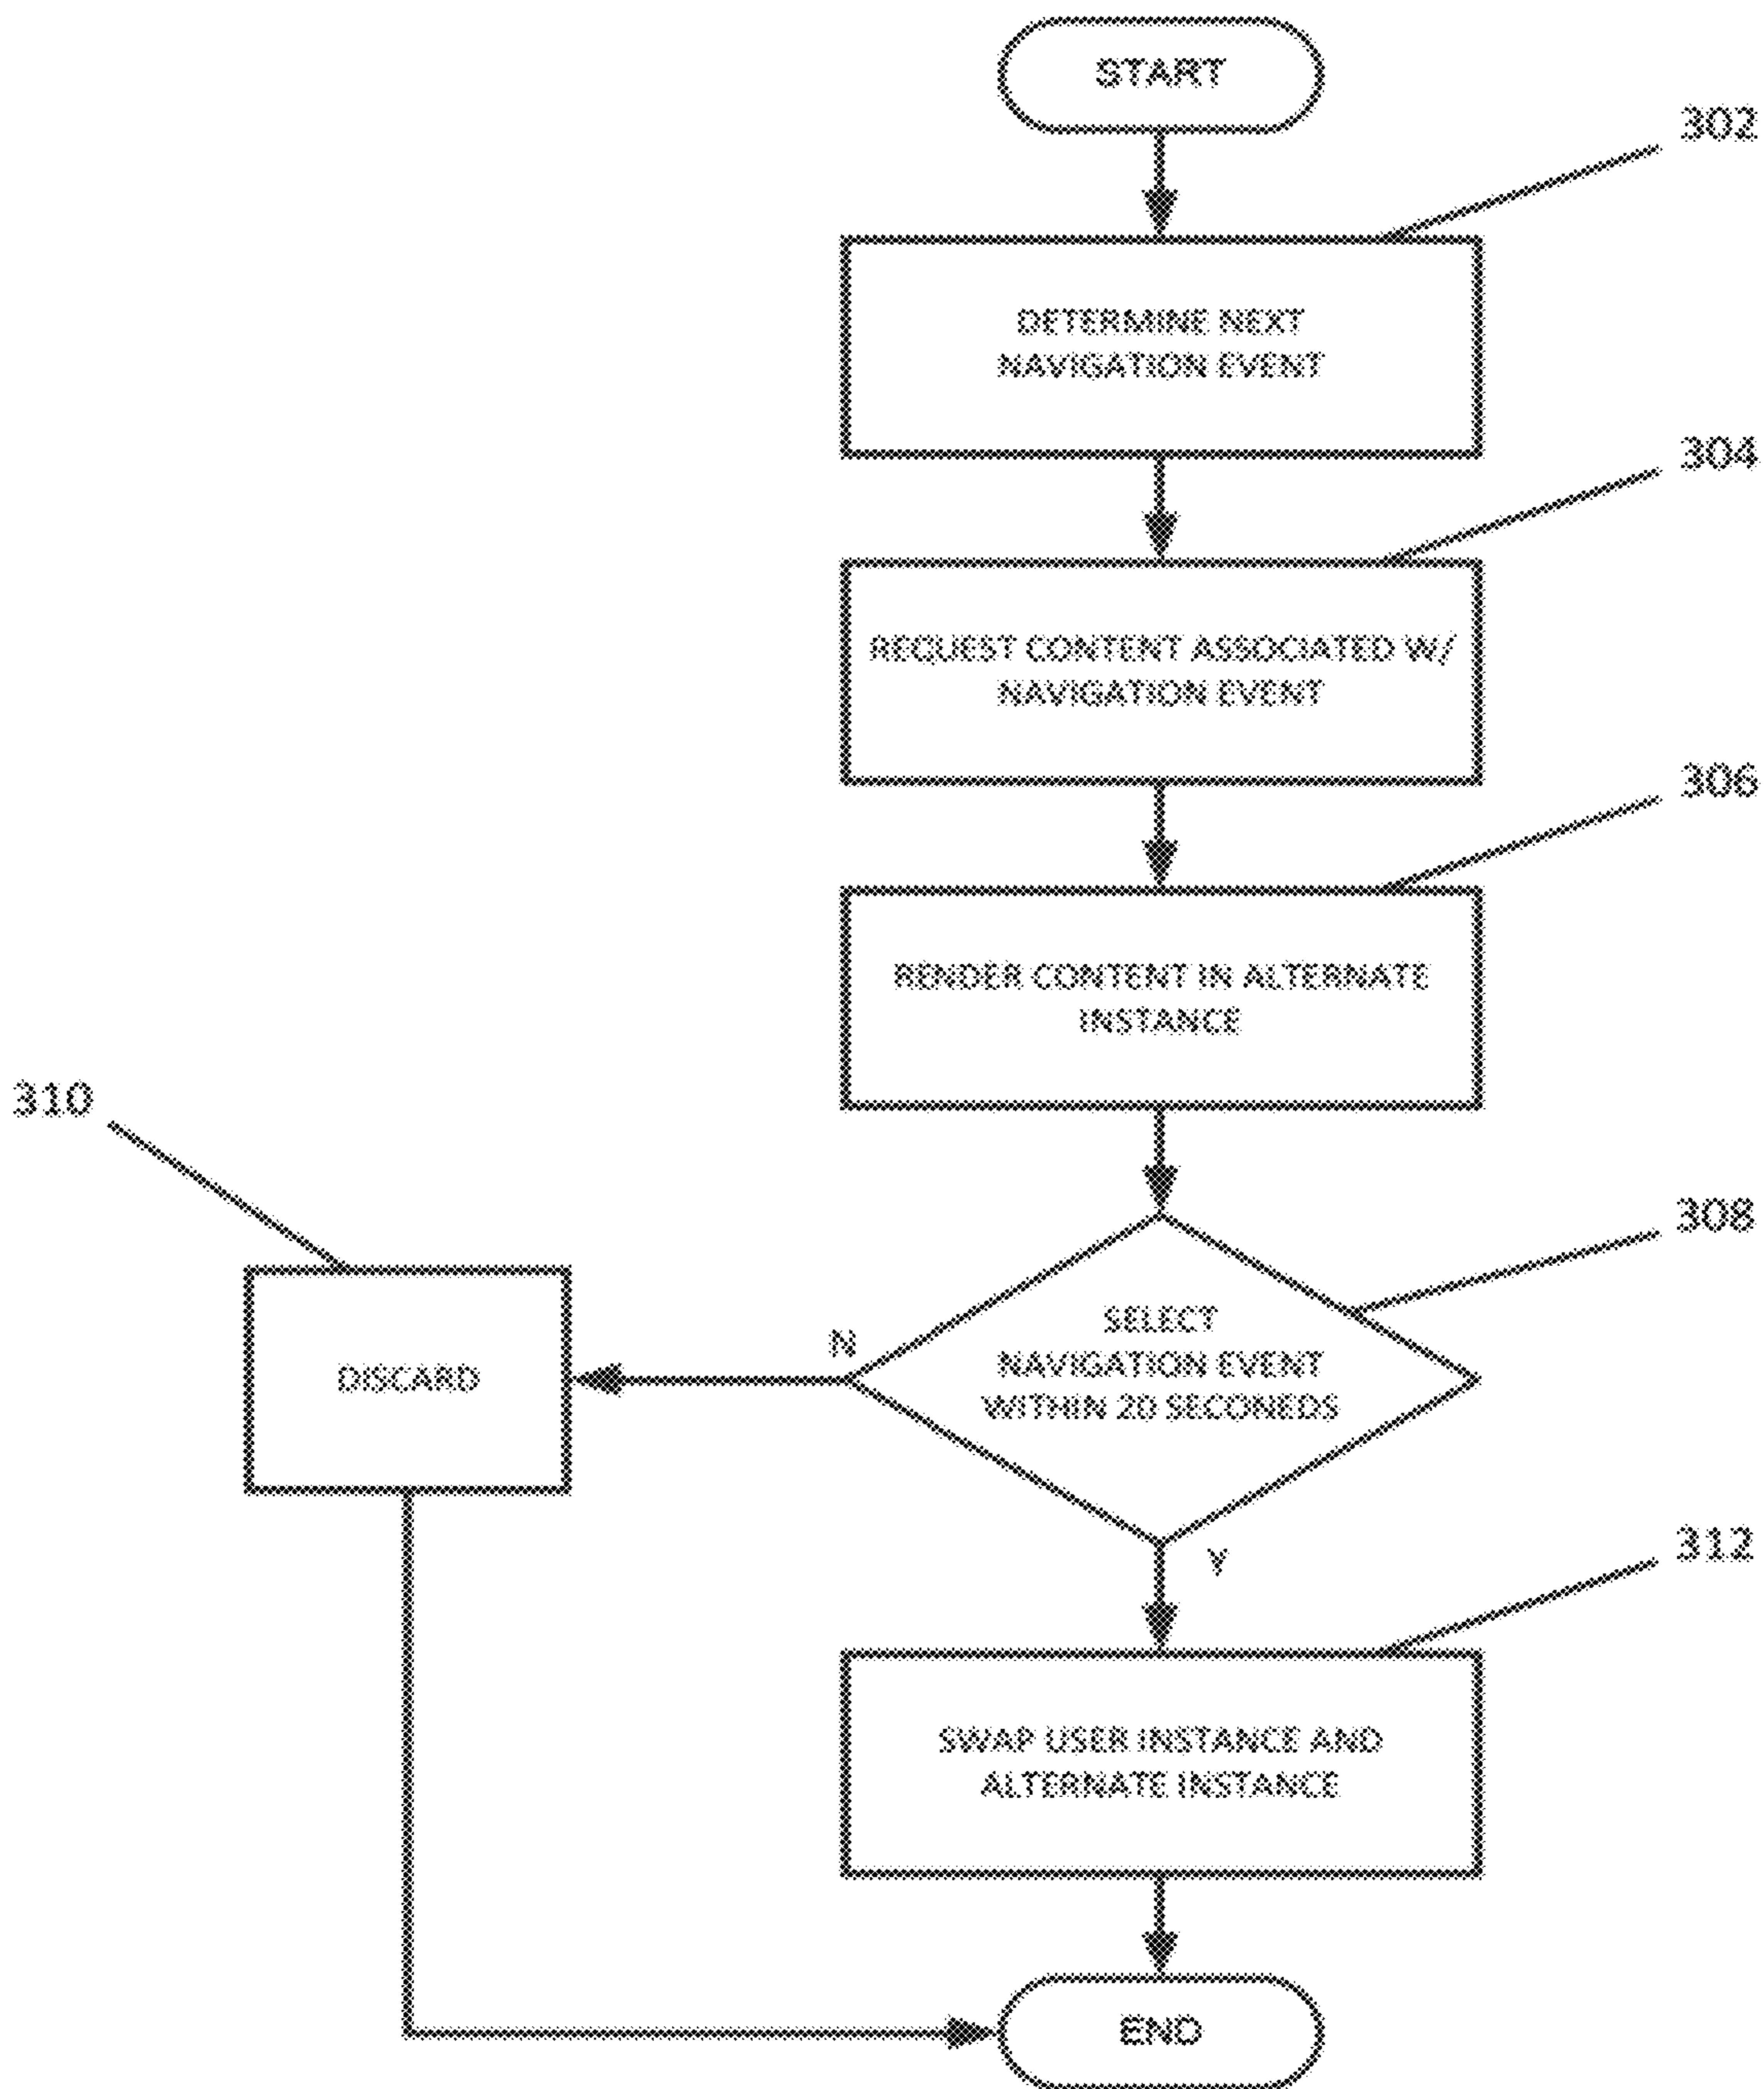 START
302
DETERMINE NEXT
NAVIGATION EVENT
304
REQUEST CONTENT ASSOCIATED W/
NAVIGATION EVENT
306
RENDER CONTENT IN ALTERNATE
INSTANCE
310
308
DISCARD
N
SELECT
NAVIGATION EVENT
WITHIN 20 SECONEDS
Y
312
SWAP USER INSTANCE AND
ALTERNATE INSTANCE
END